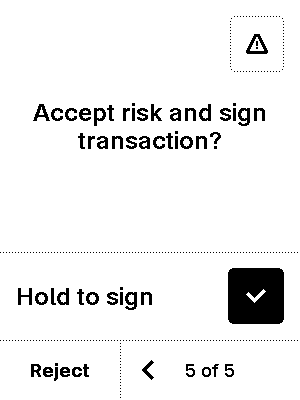 Accept risk and sign
transaction?
Hold to sign
Reject
5 of 5